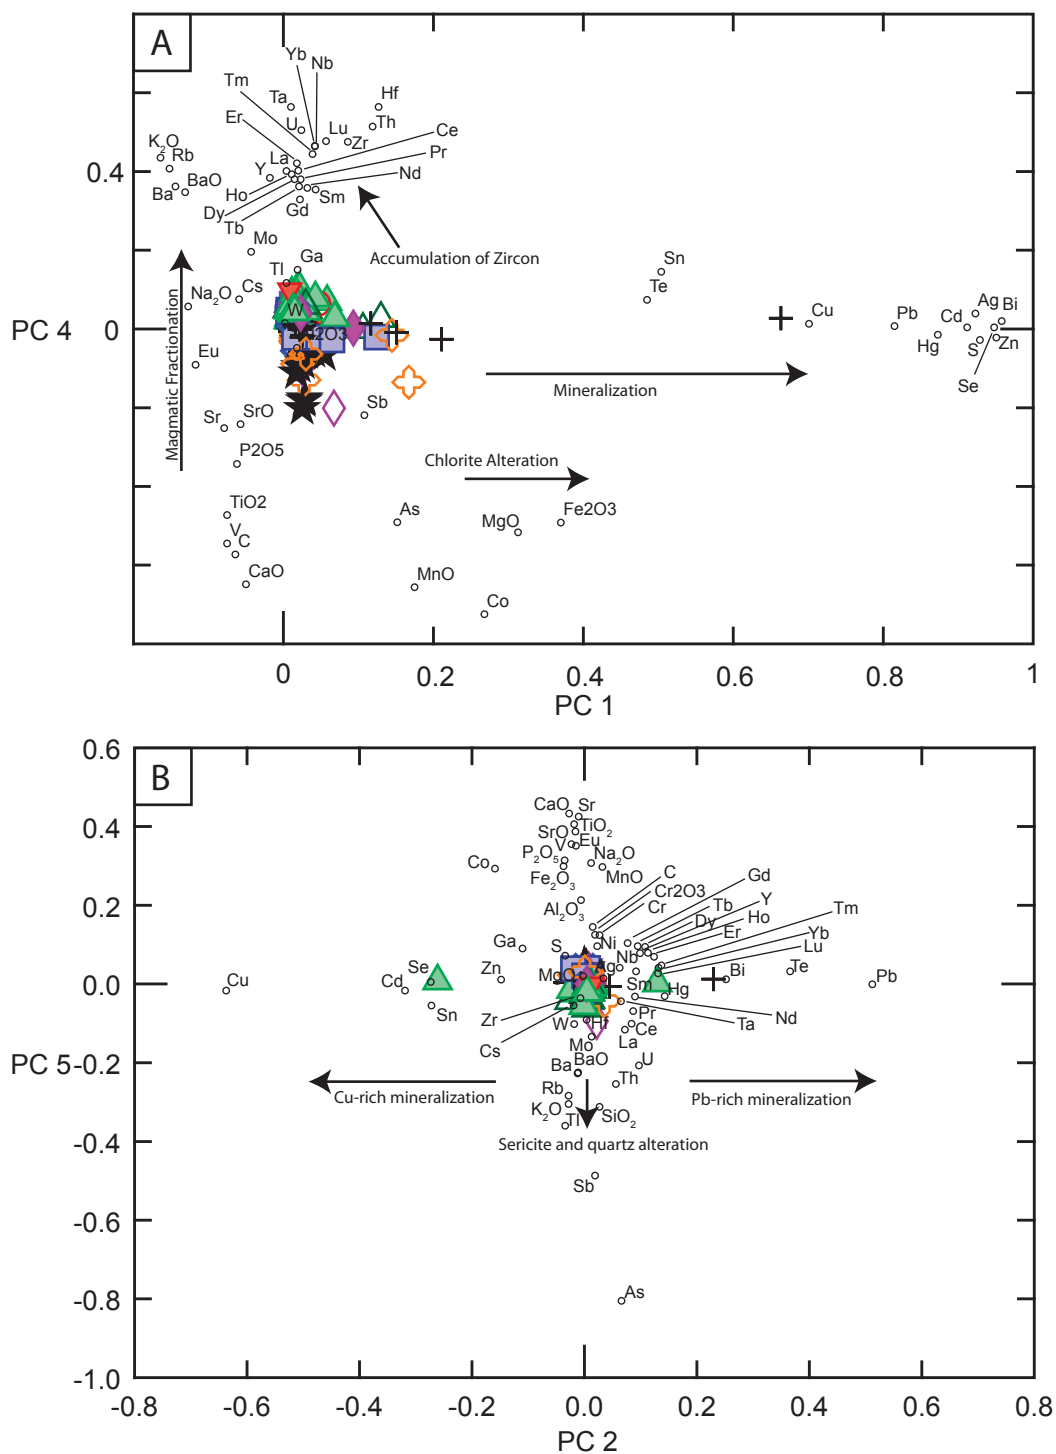 A
Yb
Nb
Tm
Ta
Hf
Er
U
Lu
Th
Ce
Zr
K₂O
Rb
La
Pr
Y
Nd
0.4
Ba
BaO
Ho
Sm
Dy
Gd
Tb
Mo
Accumulation of Zircon
Ga
Sn
Tl
Te
Na₂O
Cs
W
Cu
Pb
Cd
Ag
Bi
PC 4
0
2O3
Hg
S
Zn
Eu
Se
Mineralization
Magmatic Fractionation
Sb
Sr
SrO
P2O5
Chlorite Alteration
TiO2
As
MgO
Fe2O3
V
C
CaO
MnO
Co
0
0.2
0.4
0.6
0.8
1
PC 1
0.6
B
CaO
Sr
0.4
SrO
TiO₂
V
Eu
P₂O₅
Na₂O
Co
Fe₂O₃
MnO
C
Gd
Cr2O3
Y
0.2
Al₂O₃
Cr
Tb
Ho
Tm
Dy
Er
Yb
Ga
S
Ni
Lu
Nb
Zn
Se
Te
Bi
Pb
Cu
0.0
Cd
Sm
Hg
Sn
Zr
W
Hf
Pr
Nd
Ce
Ta
Cs
Mo
La
PC 5
-0.2
Ba
BaO
U
Th
Cu-rich mineralization
Rb
Pb-rich mineralization
K₂O
Tl
SiO₂
-0.4
Sericite and quartz alteration
Sb
-0.6
-0.8
As
-1.0
-0.8
-0.6
-0.4
-0.2
0.0
0.2
0.4
0.6
0.8
PC 2